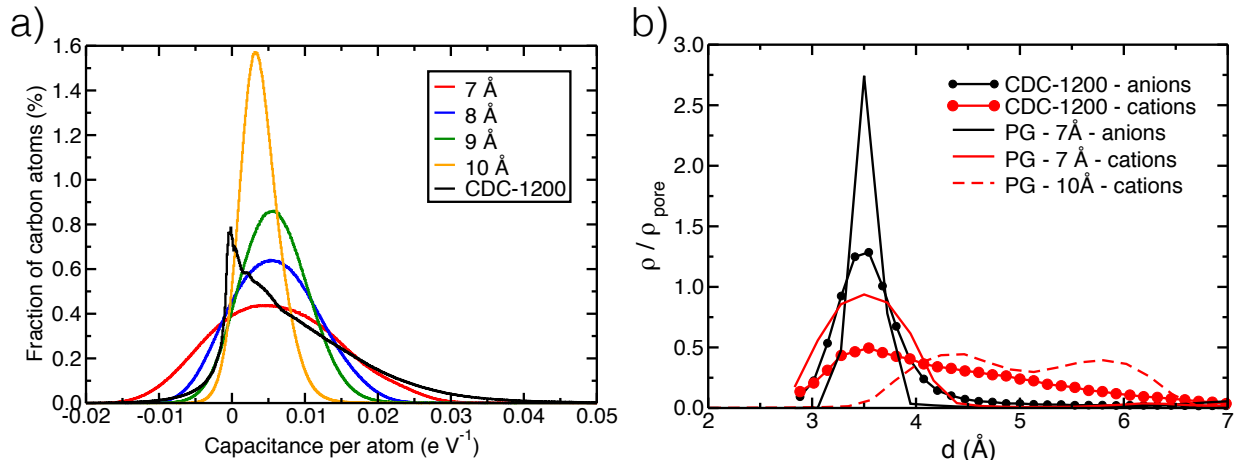 a)
Fraction of carbon atoms (%)
1.6
1.4
1.2
1.0
0.8
0.6
0.4
0.2
0.0
-0.02
-0.01
0
0.01
0.02
0.03
0.04
0.05
Capacitance per atom (e V⁻¹)
7 Å
8 Å
9 Å
10 Å
CDC-1200
b)
ρ / ρpore
3.0
2.5
2.0
1.5
1.0
0.5
0.0
2
3
4
5
6
7
d (Å)
CDC-1200 - anions
CDC-1200 - cations
PG - 7Å - anions
PG - 7 Å - cations
PG - 10Å - cations